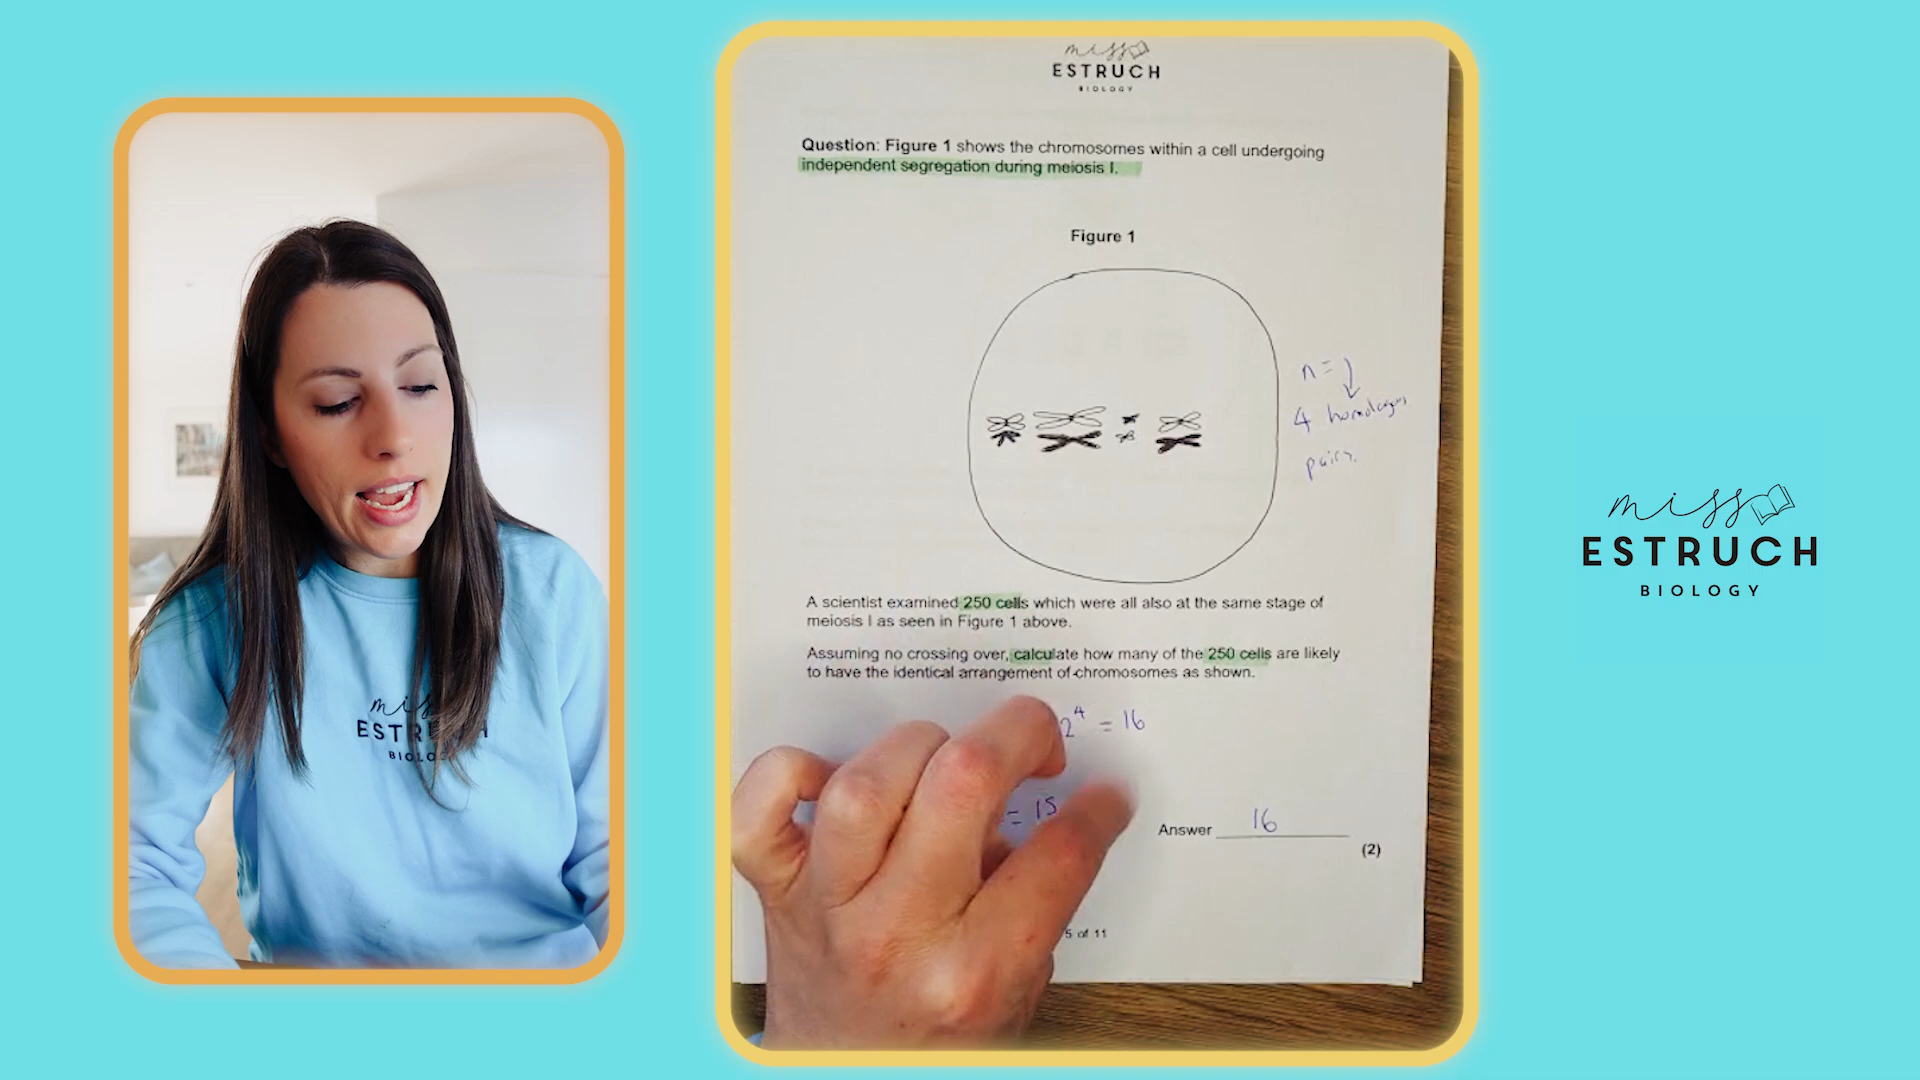 miss
ESTRUCH
BIOLOGY
Question: Figure 1 shows the chromosomes within a cell undergoing
independent segregation during meiosis I.
Figure 1
n =
4 homologous
pairs.
A scientist examined 250 cells which were all also at the same stage of
meiosis I as seen in Figure 1 above.
Assuming no crossing over, calculate how many of the 250 cells are likely
to have the identical arrangement of chromosomes as shown.
2⁴ = 16
= 15
Answer 16
(2)
5 of 11
mis
ESTR H
BIOLO
miss
ESTRUCH
BIOLOGY